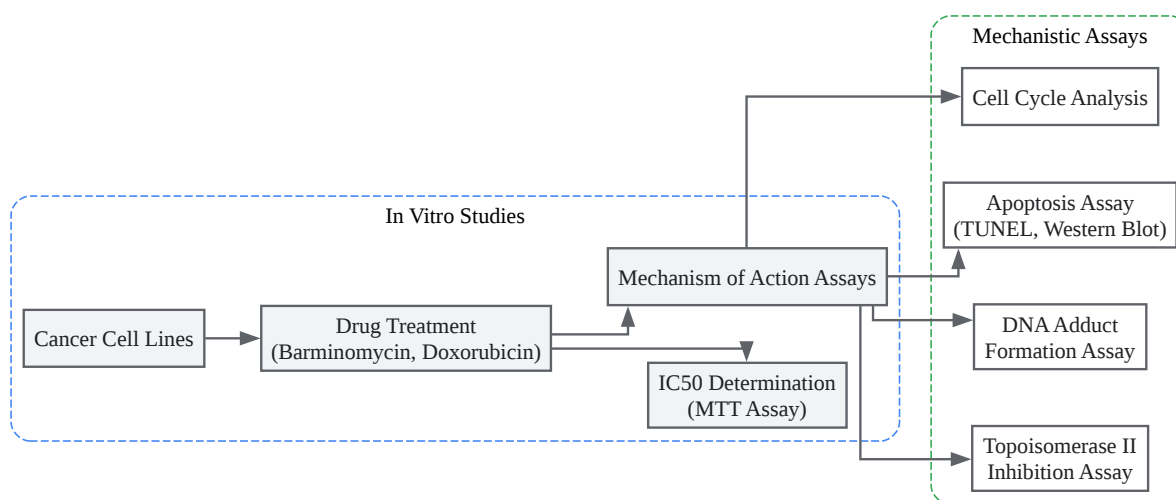 Mechanistic Assays
Cell Cycle Analysis
Apoptosis Assay
(TUNEL, Western Blot)
In Vitro Studies
Mechanism of Action Assays
Cancer Cell Lines
Drug Treatment
(Barminomycin, Doxorubicin)
DNA Adduct
Formation Assay
IC50 Determination
(MTT Assay)
Topoisomerase II
Inhibition Assay